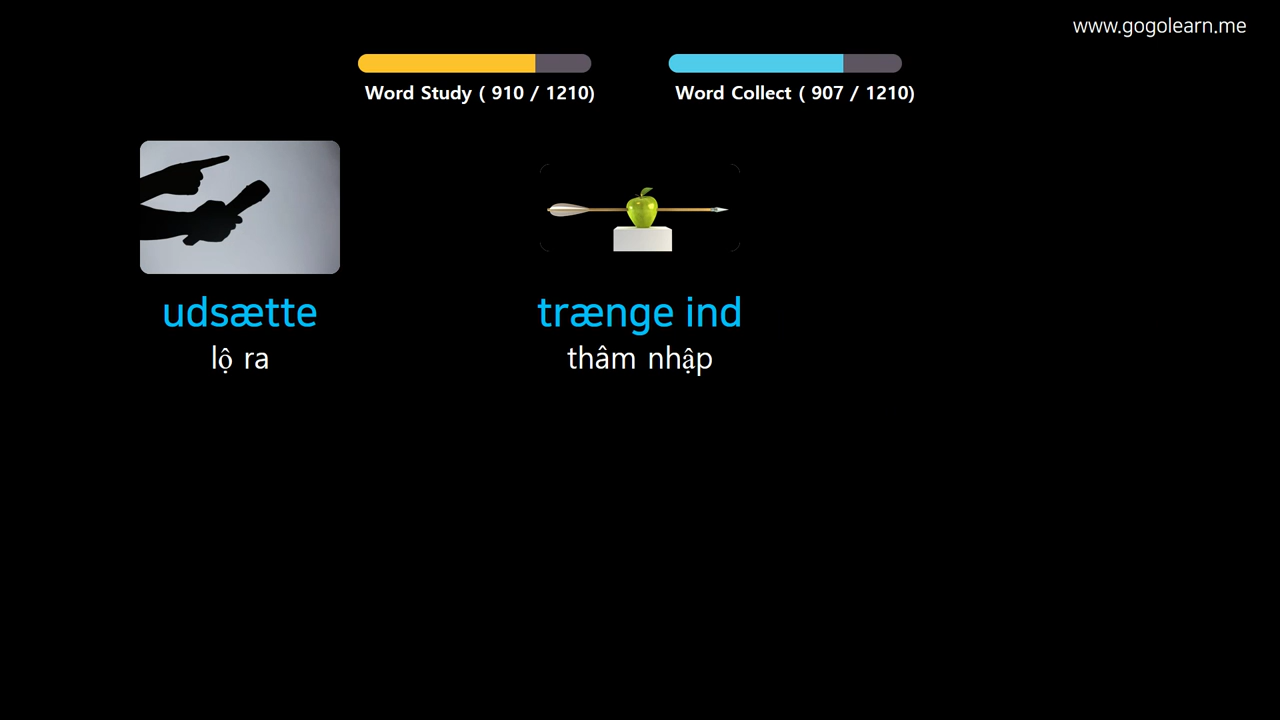 www.gogolearn.me
Word Study ( 910 / 1210)
Word Collect ( 907 / 1210)
udsætte
lộ ra
trænge ind
thâm nhập